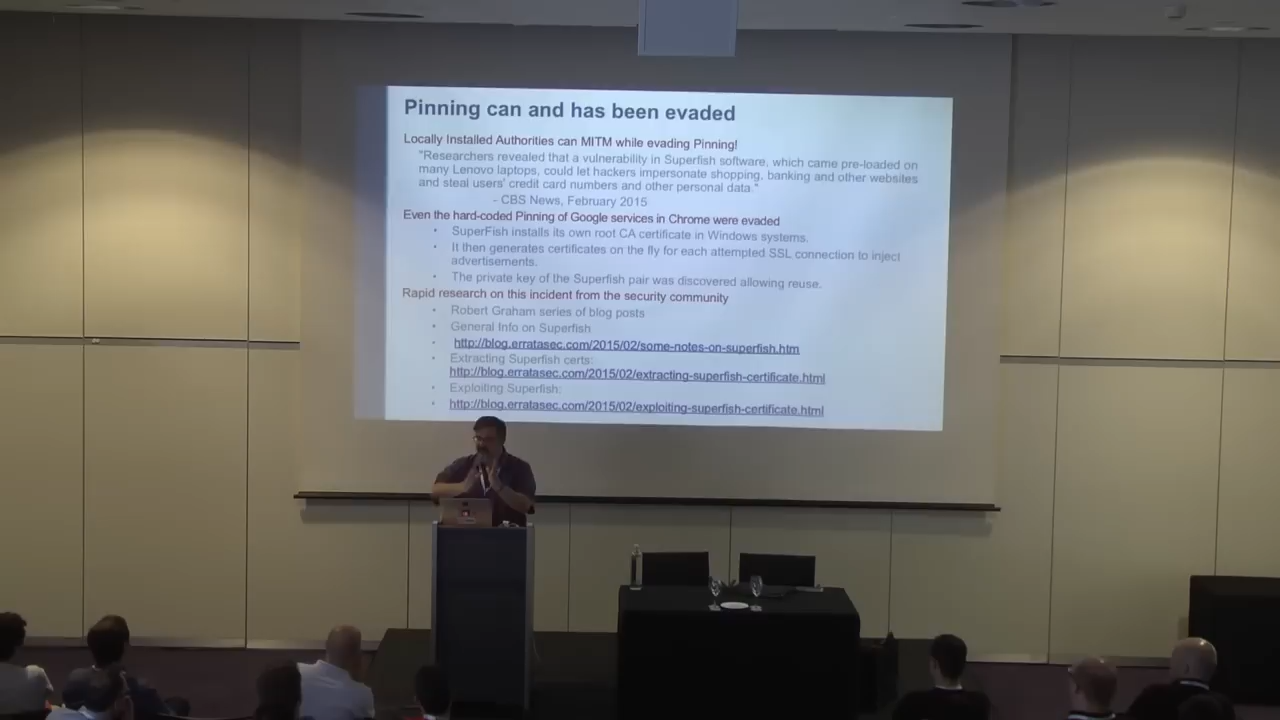 Pinning can and has been evaded
Locally Installed Authorities can MITM while evading Pinning!
"Researchers revealed that a vulnerability in Superfish software, which came pre-loaded on
many Lenovo laptops, could let hackers impersonate shopping, banking and other websites
and steal users' credit card numbers and other personal data."
- CBS News, February 2015
Even the hard-coded Pinning of Google services in Chrome were evaded
• SuperFish installs its own root CA certificate in Windows systems.
• It then generates certificates on the fly for each attempted SSL connection to inject
advertisements.
• The private key of the Superfish pair was discovered allowing reuse.
Rapid research on this incident from the security community
• Robert Graham series of blog posts
• General Info on Superfish
• http://blog.erratasec.com/2015/02/some-notes-on-superfish.htm
• Extracting Superfish certs:
http://blog.erratasec.com/2015/02/extracting-superfish-certificate.html
• Exploiting Superfish:
• http://blog.erratasec.com/2015/02/exploiting-superfish-certificate.html